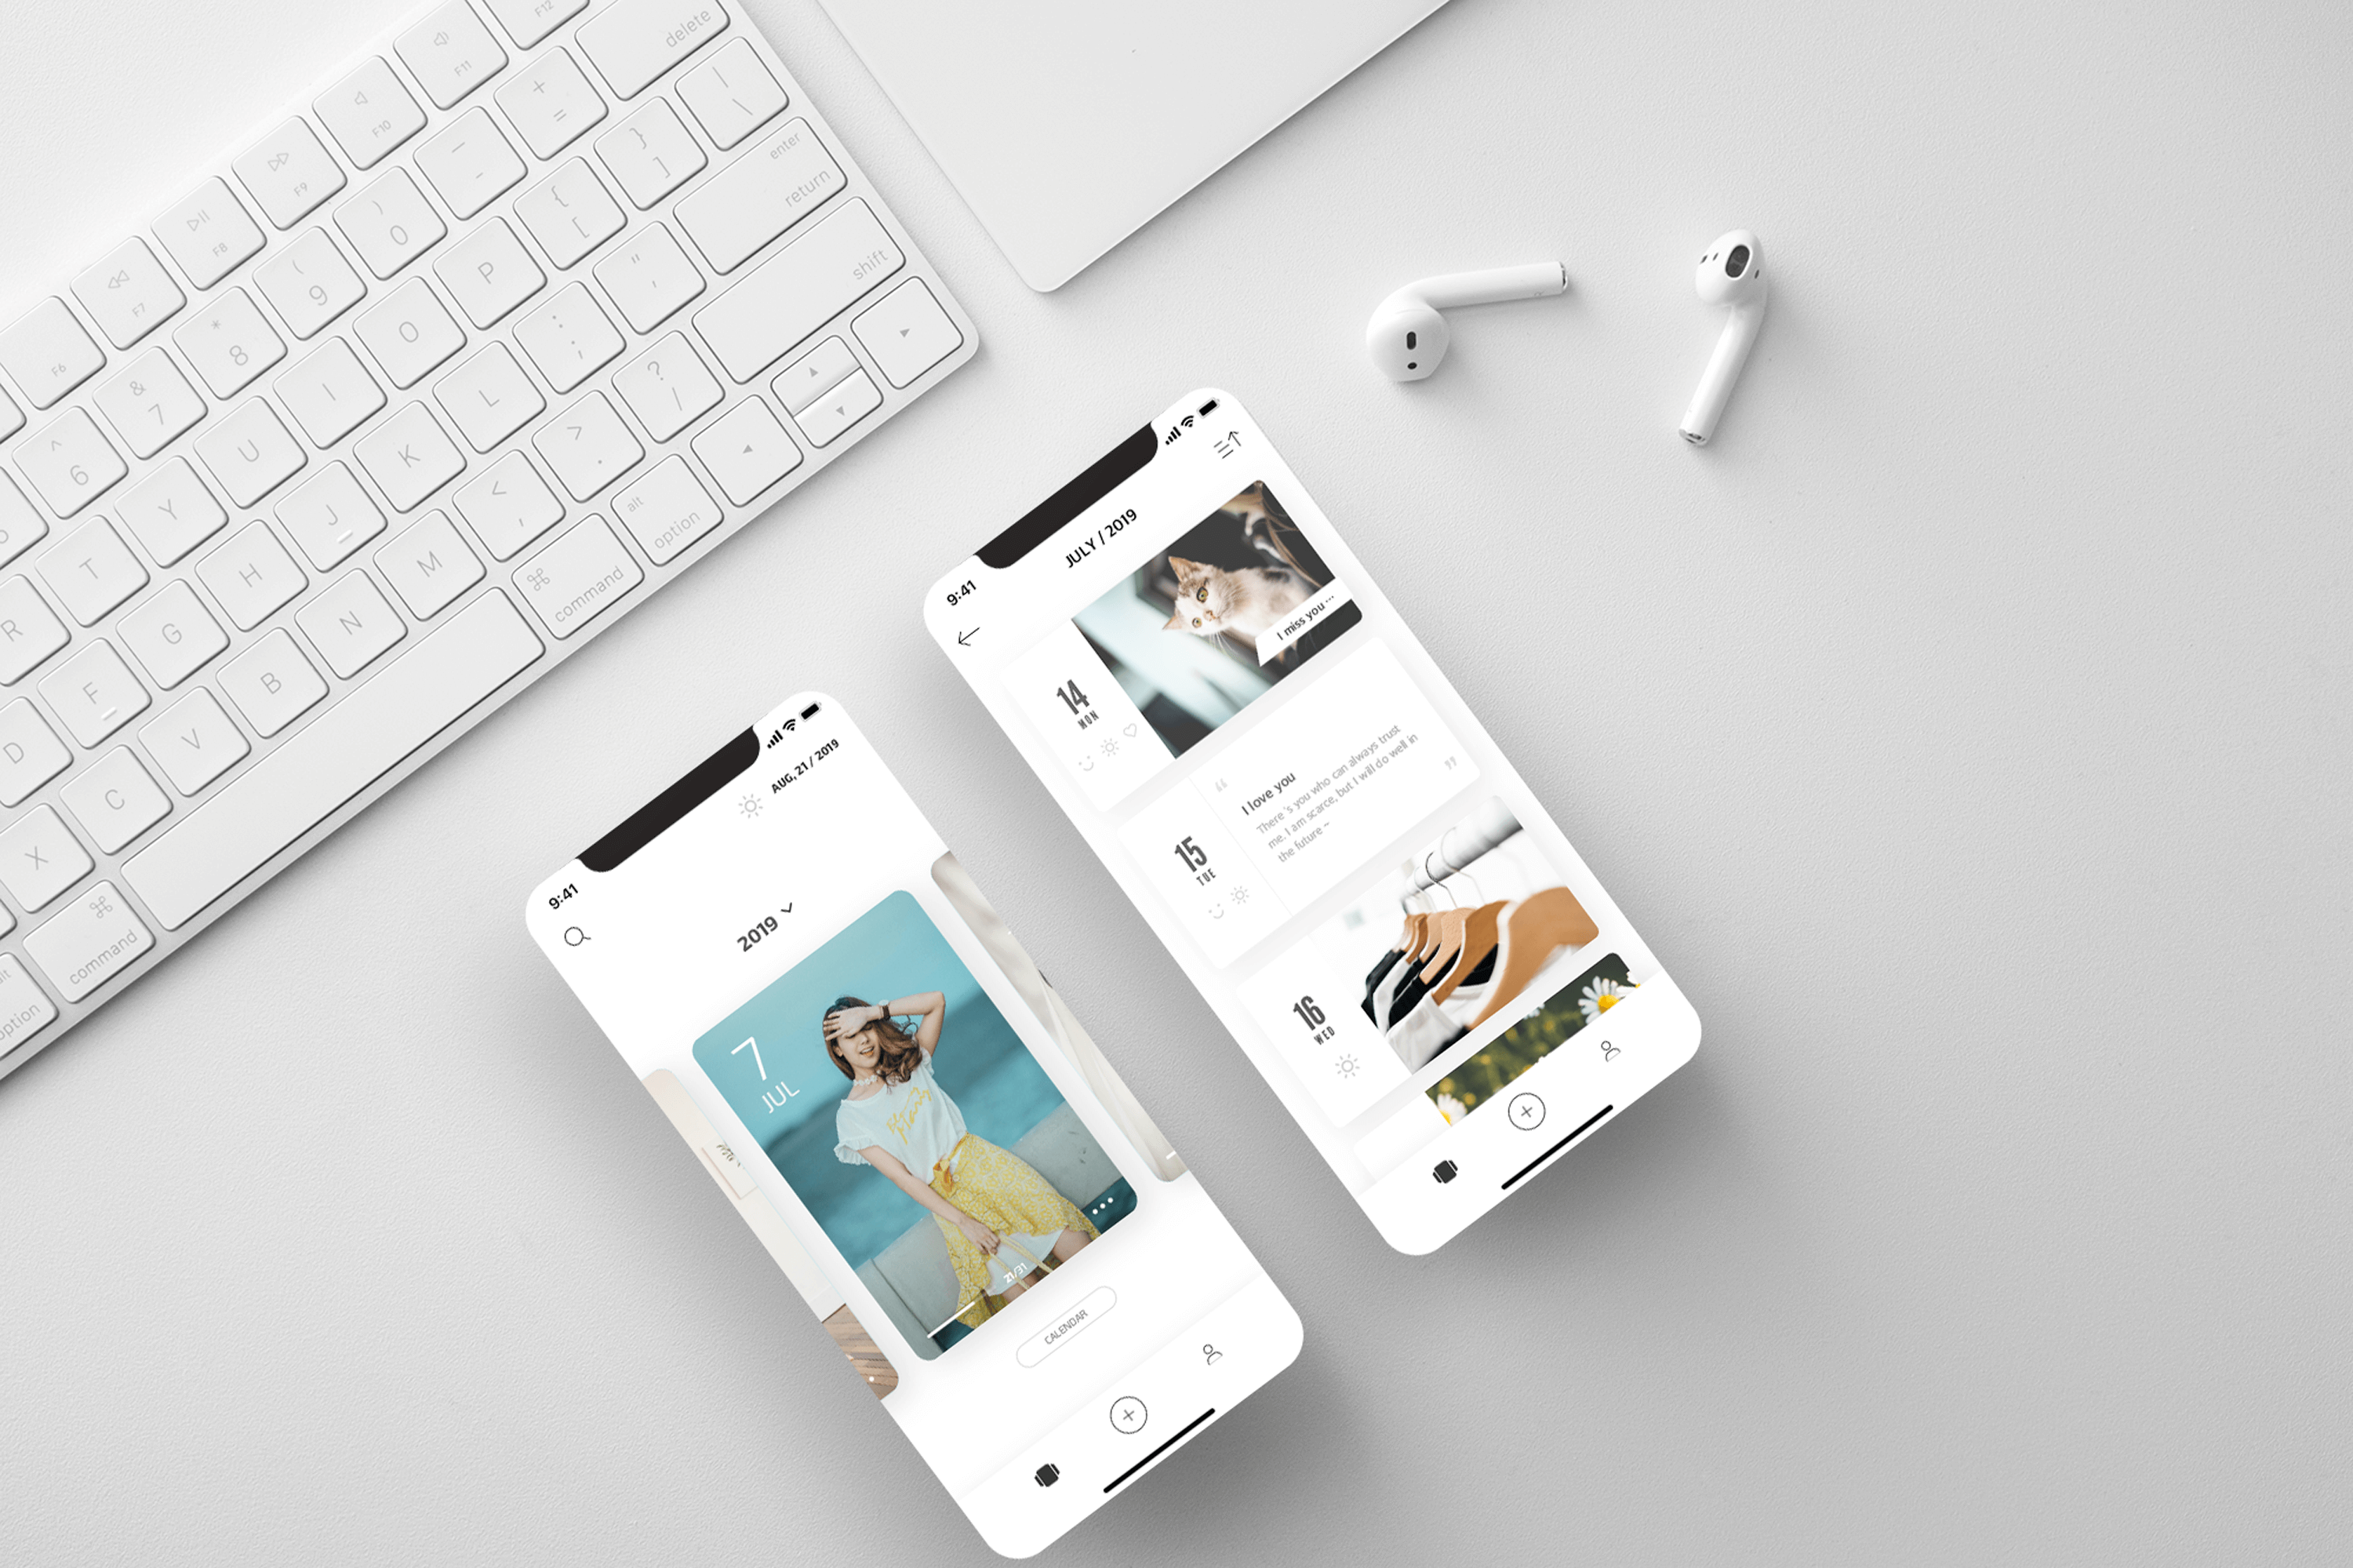 delete
F12
F11
F10
F9
F8
F7
F6
+
=
—
-
)
0
(
9
*
8
&
7
^
6
|
\
}
]
{
[
P
O
I
U
Y
T
R
enter
return
"
'
:
;
L
K
J
H
G
F
D
shift
?
/
>
.
<
,
M
N
B
V
C
X
alt
option
⌘
command
⌘
command
alt
option
9:41
AUG,21 / 2019
2019
7
JUL
21/31
CALENDAR
9:41
JULY / 2019
14
MON
I miss you ...
15
TUE
“
I love you
There 's you who can always trust
me. I am scarce, but I will do well in
the future ~
”
16
WED